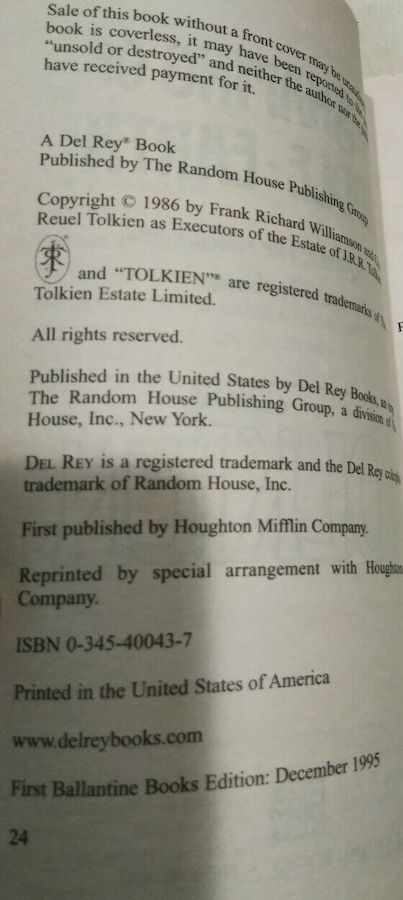 Sale of this book without a front cover may be
book is coverless, it may have been reported to the
"unsold or destroyed" and neither the author nor the
have received payment for it.
A Del Rey® Book
Published by The Random House Publishing Group
Copyright © 1986 by Frank Richard Williamson and
Reuel Tolkien as Executors of the Estate of J.R.R.
and "TOLKIEN"® are registered trademarks of
Tolkien Estate Limited.
All rights reserved.
Published in the United States by Del Rey Books, an
The Random House Publishing Group, a division of
House, Inc., New York.
DEL REY is a registered trademark and the Del Rey
trademark of Random House, Inc.
First published by Houghton Mifflin Company.
Reprinted by special arrangement with Houghton
Company.
ISBN 0-345-40043-7
Printed in the United States of America
www.delreybooks.com
First Ballantine Books Edition: December 1995
24